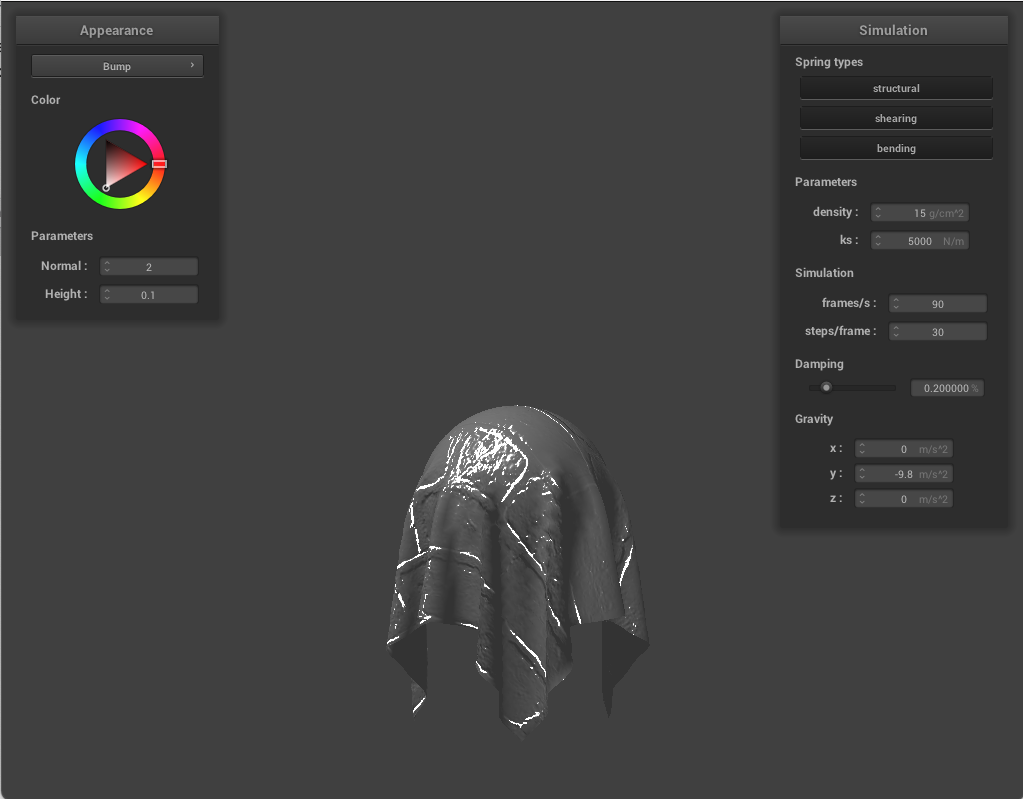 Appearance
Bump
Color
Parameters
Normal : 2
Height : 0.1
Simulation
Spring types
structural
shearing
bending
Parameters
density : 15 g/cm^2
ks : 5000 N/m
Simulation
frames/s : 90
steps/frame : 30
Damping
0.200000 %
Gravity
x : 0 m/s^2
y : -9.8 m/s^2
z : 0 m/s^2